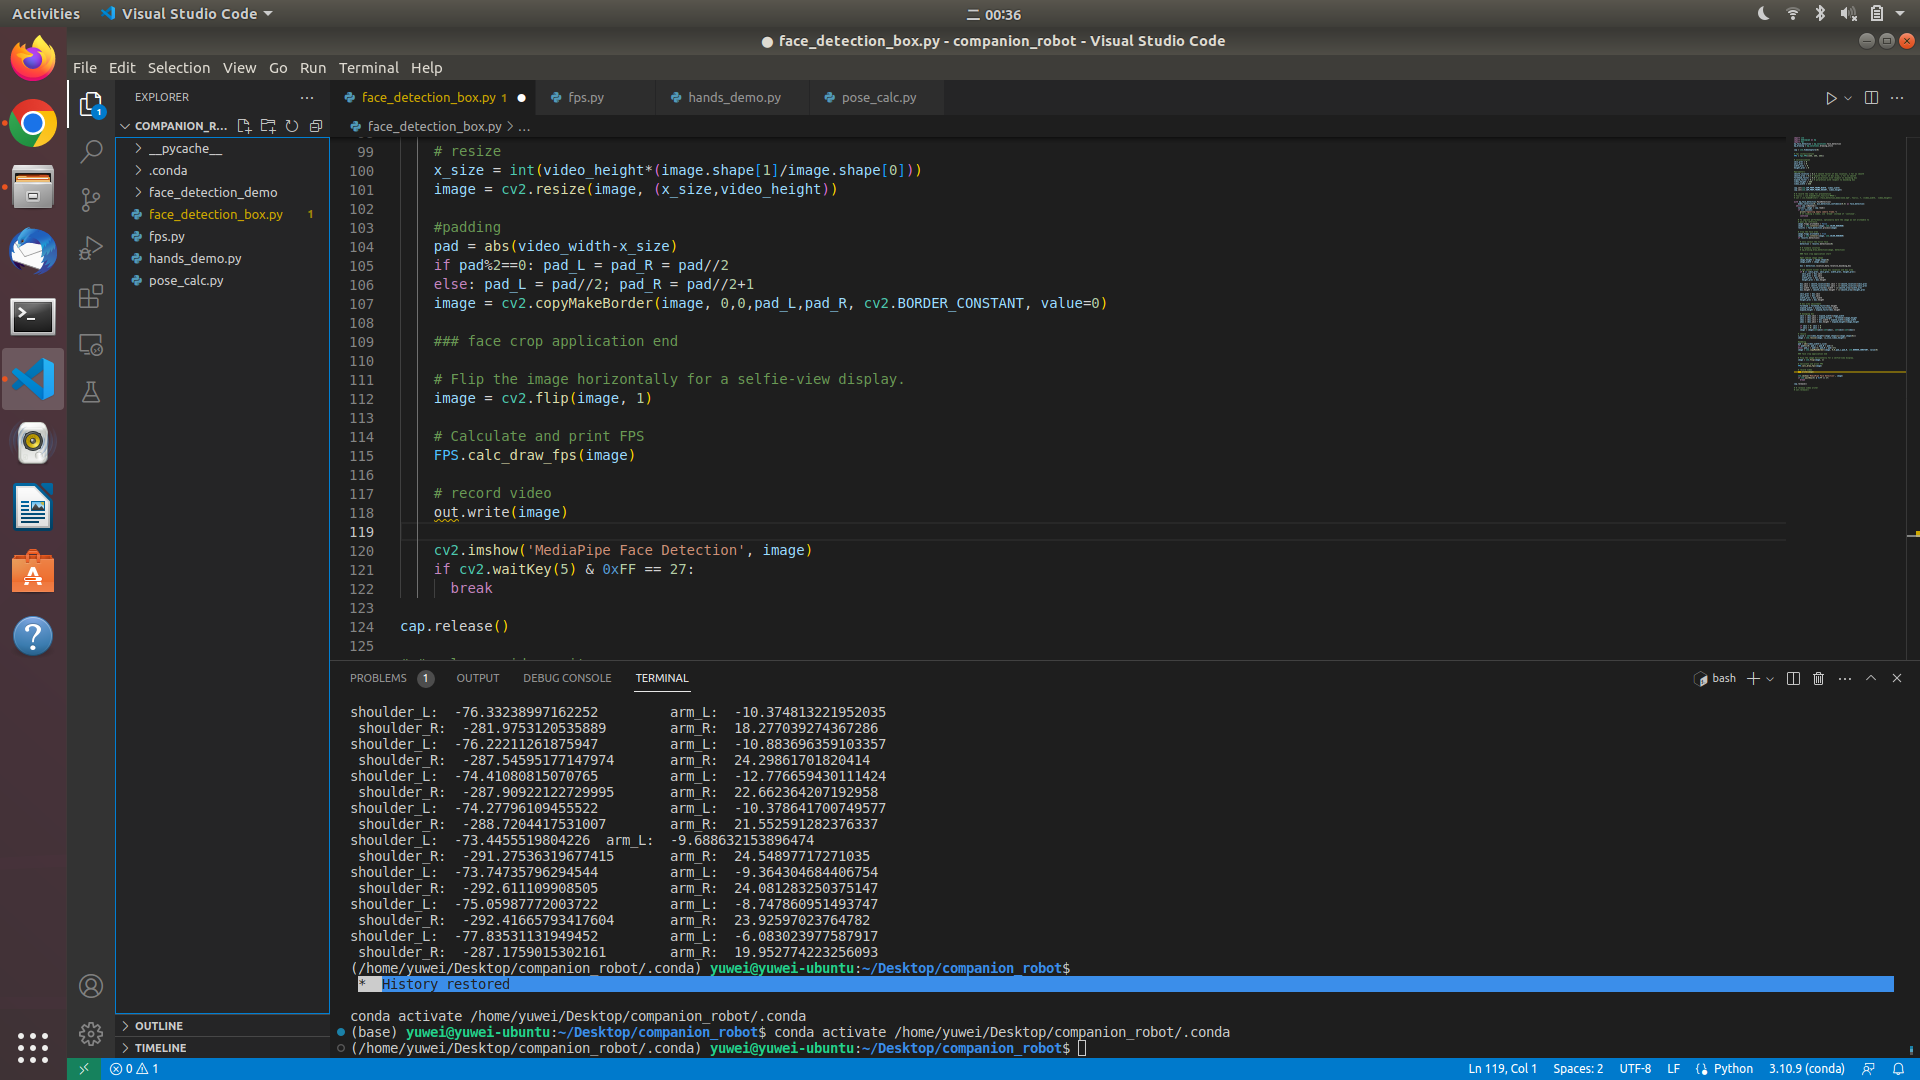 Activities
Visual Studio Code
二 00:36
● face_detection_box.py - companion_robot - Visual Studio Code
File Edit Selection View Go Run Terminal Help
EXPLORER
face_detection_box.py 1
fps.py
hands_demo.py
pose_calc.py
1
COMPANION_R...
face_detection_box.py > ...
__pycache__
.conda
face_detection_demo
face_detection_box.py 1
fps.py
hands_demo.py
pose_calc.py
99 # resize
100 x_size = int(video_height*(image.shape[1]/image.shape[0]))
101 image = cv2.resize(image, (x_size,video_height))
102
103 #padding
104 pad = abs(video_width-x_size)
105 if pad%2==0: pad_L = pad_R = pad//2
106 else: pad_L = pad//2; pad_R = pad//2+1
107 image = cv2.copyMakeBorder(image, 0,0,pad_L,pad_R, cv2.BORDER_CONSTANT, value=0)
108
109 ### face crop application end
110
111 # Flip the image horizontally for a selfie-view display.
112 image = cv2.flip(image, 1)
113
114 # Calculate and print FPS
115 FPS.calc_draw_fps(image)
116
117 # record video
118 out.write(image)
119
120 cv2.imshow('MediaPipe Face Detection', image)
121 if cv2.waitKey(5) & 0xFF == 27:
122 break
123
124 cap.release()
125
PROBLEMS 1 OUTPUT DEBUG CONSOLE TERMINAL
bash
shoulder_L: -76.33238997162252 arm_L: -10.374813221952035
shoulder_R: -281.9753120535889 arm_R: 18.277039274367286
shoulder_L: -76.22211261875947 arm_L: -10.883696359103357
shoulder_R: -287.54595177147974 arm_R: 24.29861701820414
shoulder_L: -74.41080815070765 arm_L: -12.776659430111424
shoulder_R: -287.90922122729995 arm_R: 22.662364207192958
shoulder_L: -74.27796109455522 arm_L: -10.378641700749577
shoulder_R: -288.7204417531007 arm_R: 21.552591282376337
shoulder_L: -73.4455519804226 arm_L: -9.688632153896474
shoulder_R: -291.27536319677415 arm_R: 24.54897717271035
shoulder_L: -73.74735796294544 arm_L: -9.364304684406754
shoulder_R: -292.611109908505 arm_R: 24.081283250375147
shoulder_L: -75.05987772003722 arm_L: -8.747860951493747
shoulder_R: -292.41665793417604 arm_R: 23.92597023764782
shoulder_L: -77.83531131949452 arm_L: -6.083023977587917
shoulder_R: -287.1759015302161 arm_R: 19.952774223256093
(/home/yuwei/Desktop/companion_robot/.conda) yuwei@yuwei-ubuntu:~/Desktop/companion_robot$
* History restored
conda activate /home/yuwei/Desktop/companion_robot/.conda
(base) yuwei@yuwei-ubuntu:~/Desktop/companion_robot$ conda activate /home/yuwei/Desktop/companion_robot/.conda
(/home/yuwei/Desktop/companion_robot/.conda) yuwei@yuwei-ubuntu:~/Desktop/companion_robot$
OUTLINE
TIMELINE
0 1
Ln 119, Col 1 Spaces: 2 UTF-8 LF Python 3.10.9 (conda)